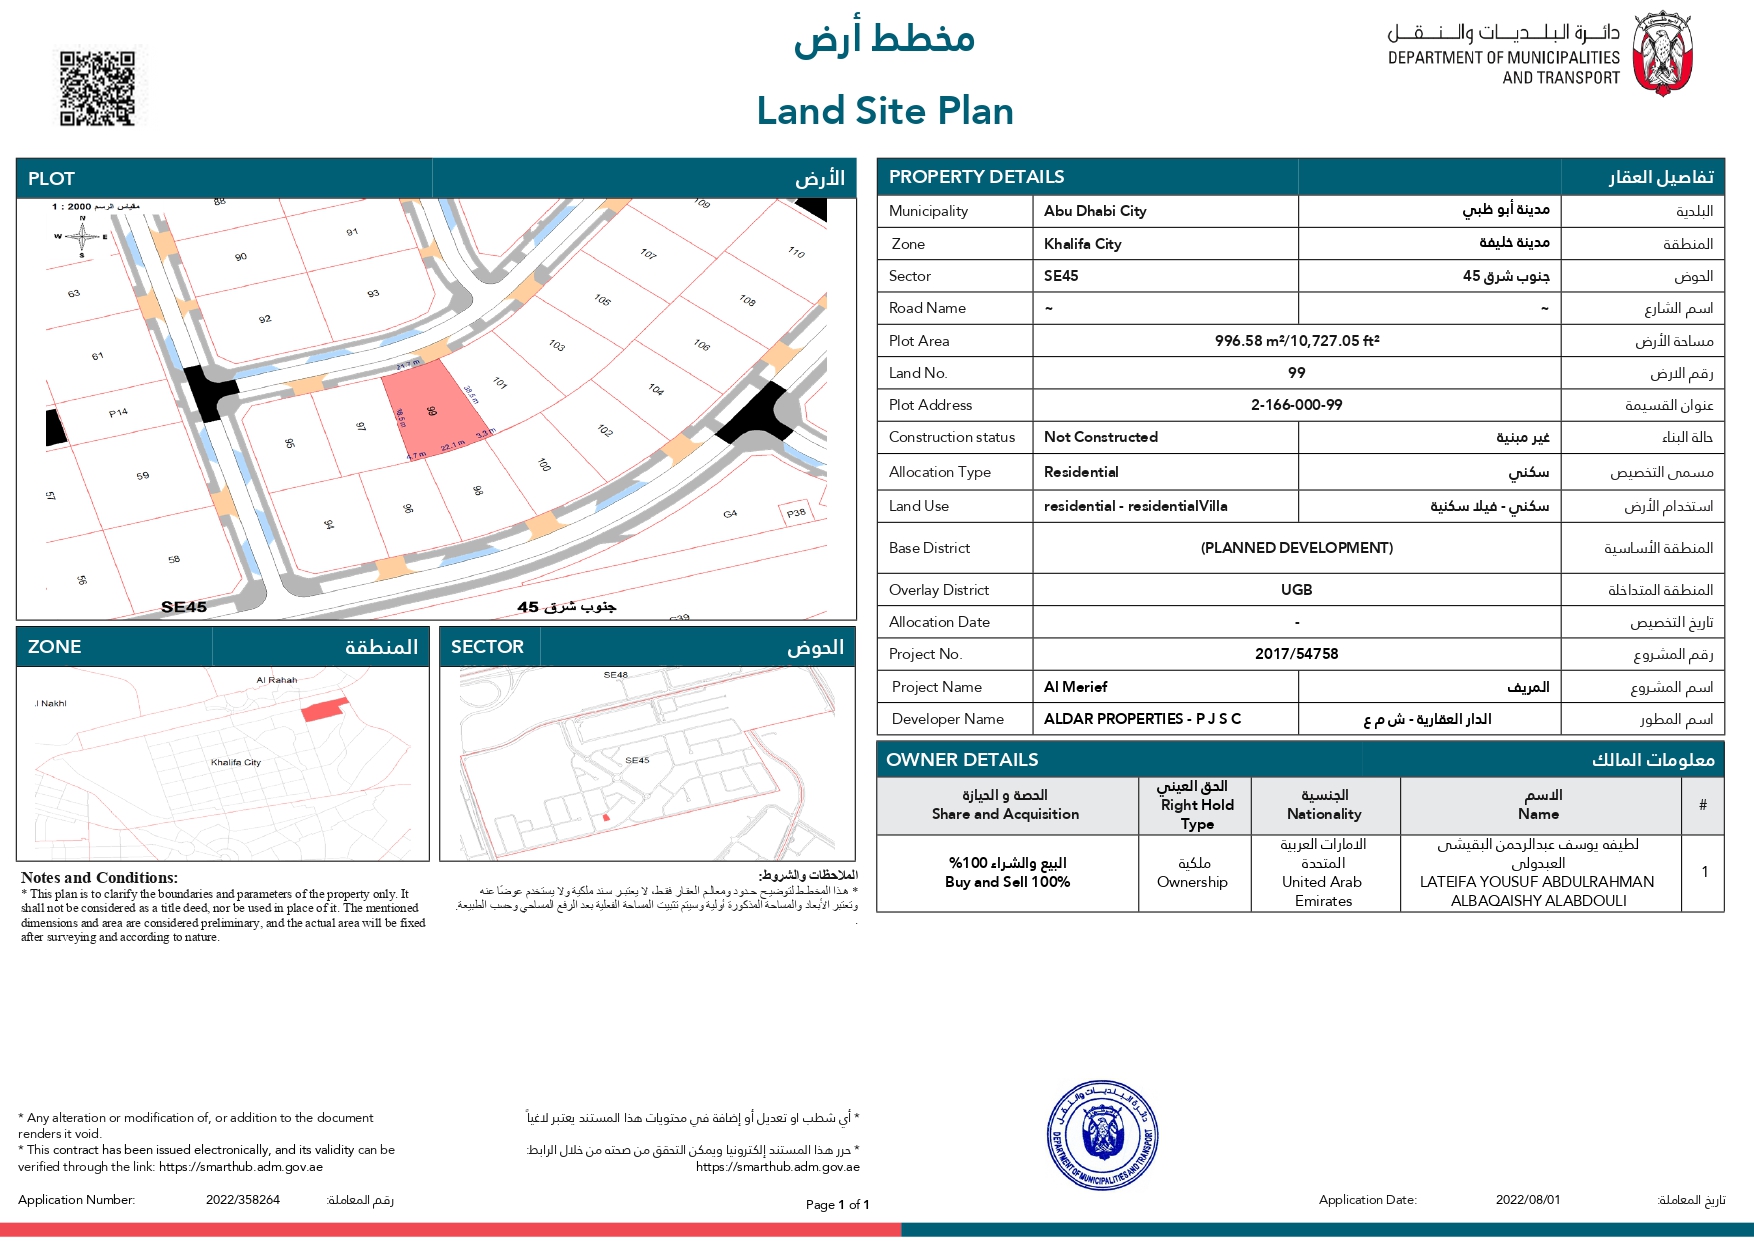 مخطط أرض
Land Site Plan
دائرة البلديات والنقل
DEPARTMENT OF MUNICIPALITIES
AND TRANSPORT
PLOT الأرض
1 : 2000 مقياس الرسم
N
W E
S
88
91
90
93
92
63
61
P14
59
57
58
56
109
107
110
105
108
103
106
101
104
102
100
99
97
95
98
96
94
G4
P38
G39
21.7 m
38.5 m
3.3 m
22.1 m
SE45 جنوب شرق 45
ZONE المنطقة
Al Rahah
Khalifa City
SECTOR الحوض
SE48
SE45
Notes and Conditions:
* This plan is to clarify the boundaries and parameters of the property only. It
shall not be considered as a title deed, nor be used in place of it. The mentioned
dimensions and area are considered preliminary, and the actual area will be fixed
after surveying and according to nature.
الملاحظات والشروط:
* هذا المخطط لتوضيح حدود ومعالم العقار فقط، لا يعتبر سند ملكية ولا يستخدم عوضًا عنه
وتعتبر الأبعاد والمساحة المذكورة أولية وسيتم تثبيت المساحة الفعلية بعد الرفع المساحي وحسب الطبيعة.
.
PROPERTY DETAILS تفاصيل العقار
Municipality Abu Dhabi City مدينة أبو ظبي البلدية
Zone Khalifa City مدينة خليفة المنطقة
Sector SE45 جنوب شرق 45 الحوض
Road Name ~ ~ اسم الشارع
Plot Area 996.58 m²/10,727.05 ft² مساحة الأرض
Land No. 99 رقم الارض
Plot Address 2-166-000-99 عنوان القسيمة
Construction status Not Constructed غير مبنية حالة البناء
Allocation Type Residential سكني مسمى التخصيص
Land Use residential - residentialVilla سكني - فيلا سكنية استخدام الأرض
Base District (PLANNED DEVELOPMENT) المنطقة الأساسية
Overlay District UGB المنطقة المتداخلة
Allocation Date - تاريخ التخصيص
Project No. 2017/54758 رقم المشروع
Project Name Al Merief المريف اسم المشروع
Developer Name ALDAR PROPERTIES - P J S C الدار العقارية - ش م ع اسم المطور
OWNER DETAILS معلومات المالك
الحصة و الحيازة
Share and Acquisition
الحق العيني
Right Hold
Type
الجنسية
Nationality
الاسم
Name
#
البيع والشراء 100%
Buy and Sell 100%
ملكية
Ownership
الامارات العربية
المتحدة
United Arab
Emirates
لطيفه يوسف عبدالرحمن البقيشى
العبدولى
LATEIFA YOUSUF ABDULRAHMAN
ALBAQAISHY ALABDOULI
1
* Any alteration or modification of, or addition to the document
renders it void.
* This contract has been issued electronically, and its validity can be
verified through the link: https://smarthub.adm.gov.ae
* أي شطب او تعديل أو إضافة في محتويات هذا المستند يعتبر لاغياً
* حرر هذا المستند إلكترونيا ويمكن التحقق من صحته من خلال الرابط:
https://smarthub.adm.gov.ae
دائرة البلديات والنقل
DEPARTMENT OF MUNICIPALITIES AND TRANSPORT
Application Number: 2022/358264 رقم المعاملة:
Page 1 of 1
Application Date: 2022/08/01 تاريخ المعاملة: